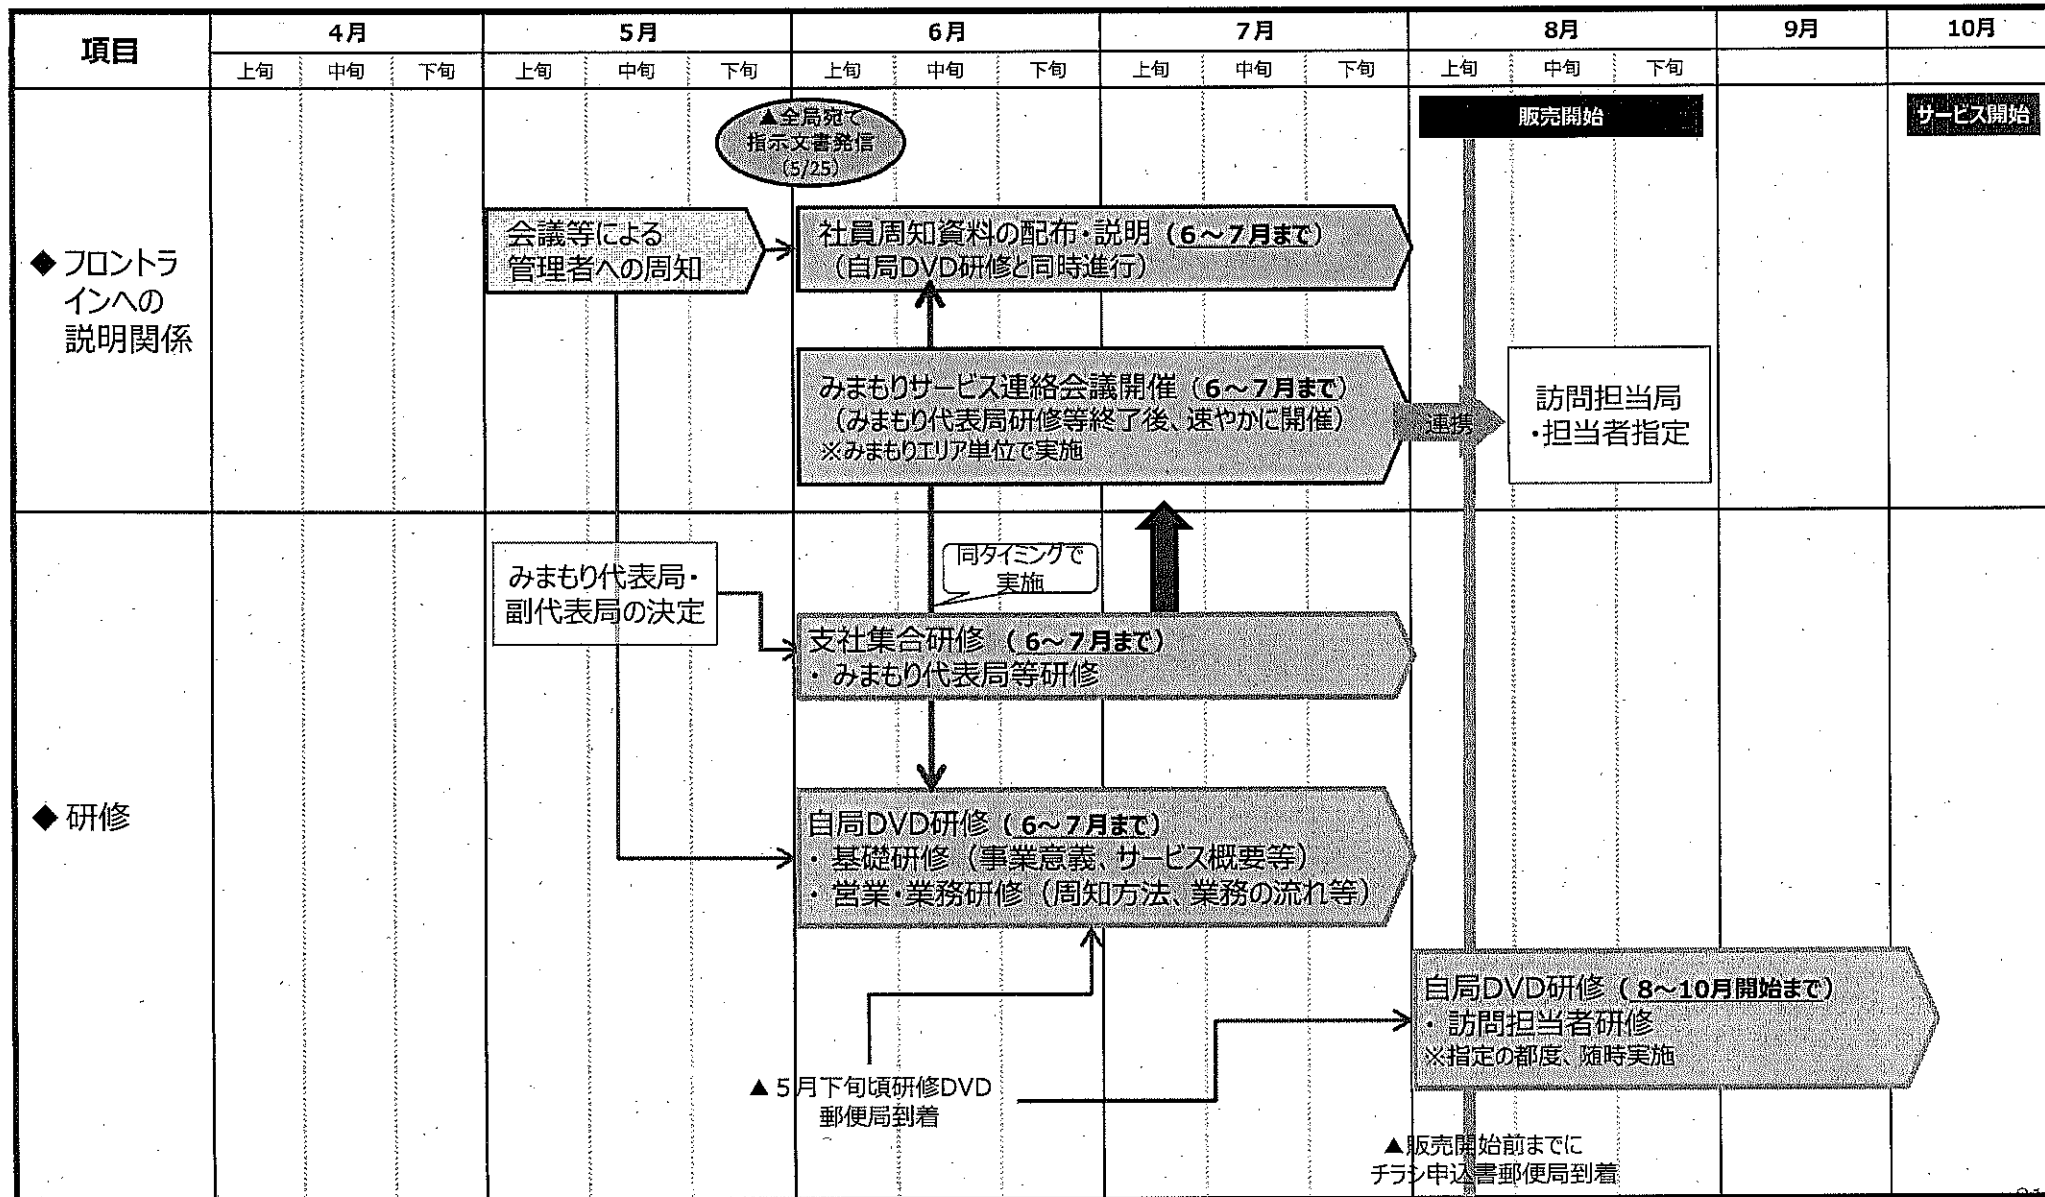 項目
4月
5月
6月
7月
8月
9月
10月
上旬
中旬
下旬
上旬
中旬
下旬
上旬
中旬
下旬
上旬
中旬
下旬
上旬
中旬
下旬
▲全局宛て
指示文書発信
(5/25)
販売開始
サービス開始
◆ フロントラ
インへの
説明関係
会議等による
管理者への周知
社員周知資料の配布・説明（6～7月まで）
（自局DVD研修と同時進行）
みまもりサービス連絡会議開催（6～7月まで）
（みまもり代表局研修等終了後、速やかに開催）
※みまもりエリア単位で実施
連携
訪問担当局
・担当者指定
◆ 研修
みまもり代表局・
副代表局の決定
同タイミングで
実施
支社集合研修（6～7月まで）
・みまもり代表局等研修
自局DVD研修（6～7月まで）
・基礎研修（事業意義、サービス概要等）
・営業・業務研修（周知方法、業務の流れ等）
自局DVD研修（8～10月開始まで）
・訪問担当者研修
※指定の都度、随時実施
▲５月下旬頃研修DVD
郵便局到着
▲販売開始前までに
チラシ申込書郵便局到着